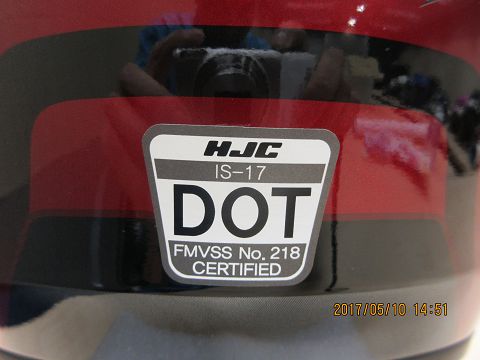 HJC
IS-17
DOT
FMVSS No. 218
CERTIFIED
2017/05/10 14:51